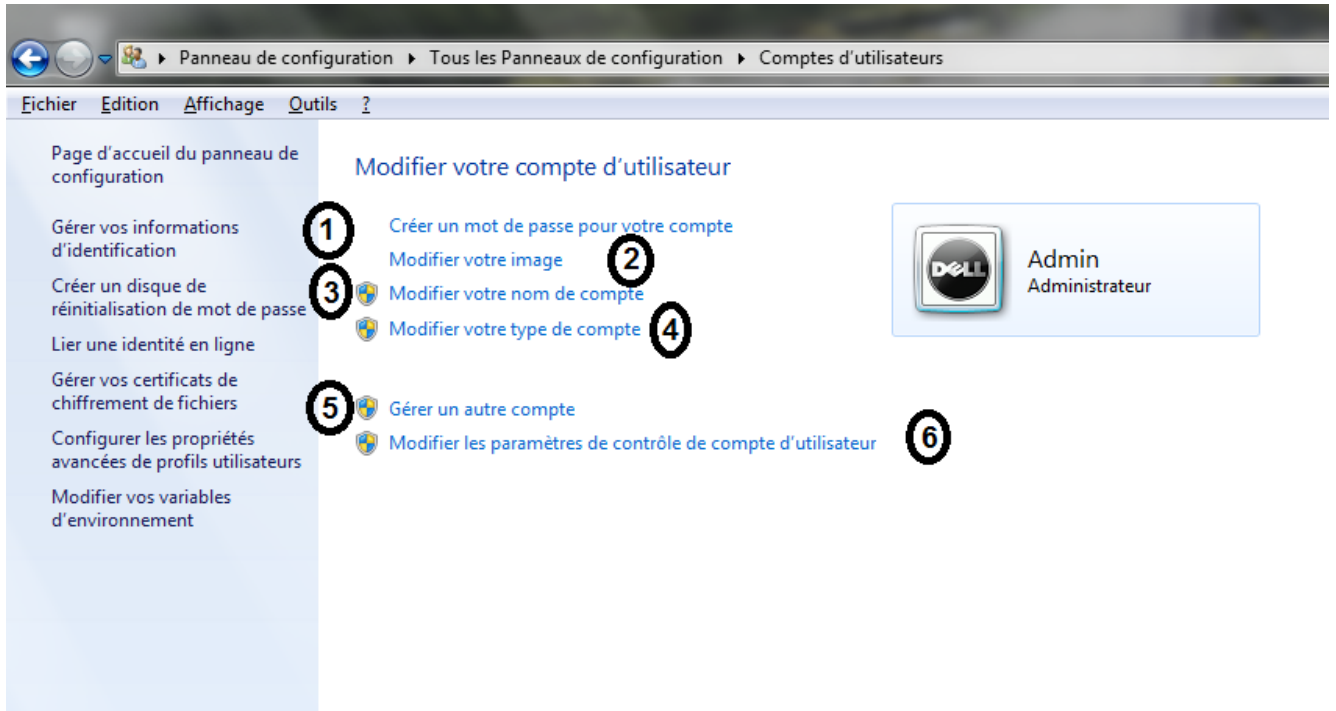 Panneau de configuration ▸ Tous les Panneaux de configuration ▸ Comptes d'utilisateurs
Fichier Edition Affichage Outils ?
Page d'accueil du panneau de
configuration
Gérer vos informations
d'identification
Créer un disque de
réinitialisation de mot de passe
Lier une identité en ligne
Gérer vos certificats de
chiffrement de fichiers
Configurer les propriétés
avancées de profils utilisateurs
Modifier vos variables
d'environnement
Modifier votre compte d'utilisateur
1 Créer un mot de passe pour votre compte
Modifier votre image 2
3 Modifier votre nom de compte
Modifier votre type de compte 4
5 Gérer un autre compte
Modifier les paramètres de contrôle de compte d'utilisateur 6
DELL
Admin
Administrateur